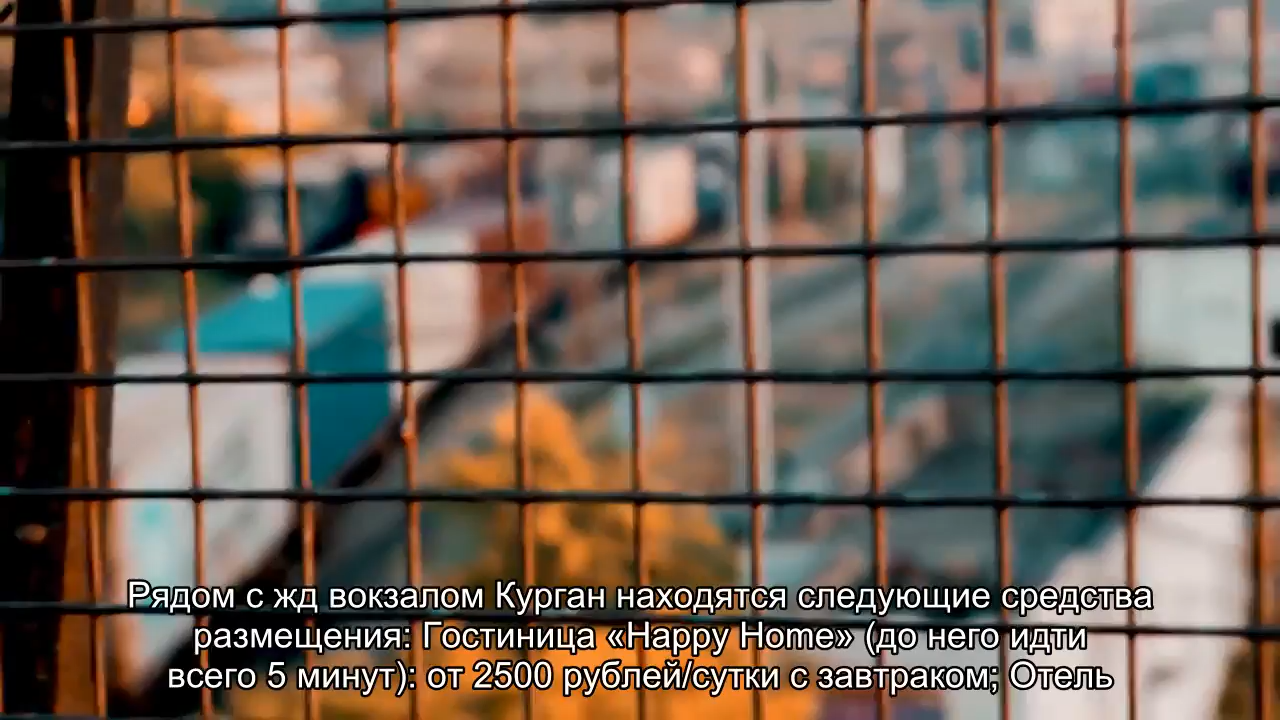 Рядом с жд вокзалом Курган находятся следующие средства
размещения: Гостиница «Happy Home» (до него идти
всего 5 минут): от 2500 рублей/сутки с завтраком; Отель